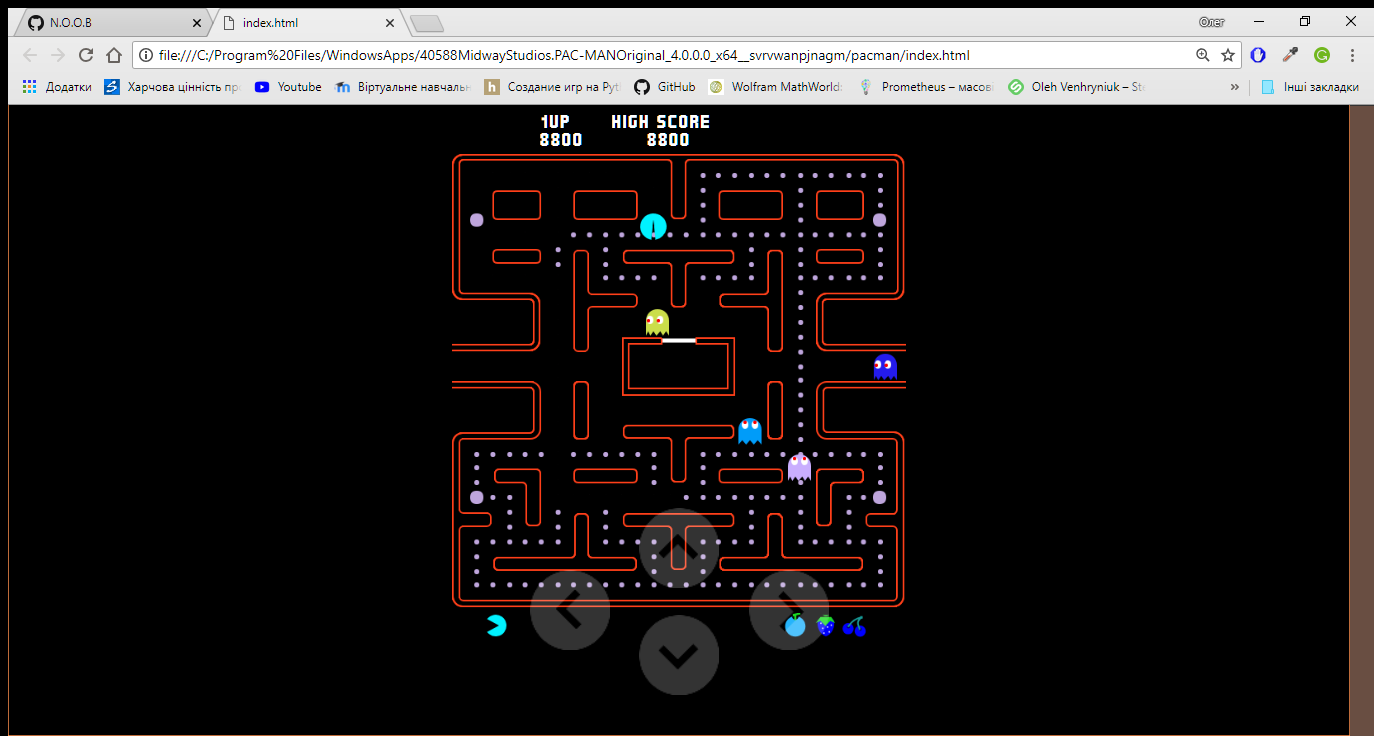 N.O.O.B
index.html
Олег
file:///C:/Program%20Files/WindowsApps/40588MidwayStudios.PAC-MANOriginal_4.0.0.0_x64__svrvwanpjnagm/pacman/index.html
Додатки
Харчова цінність пр
Youtube
Віртуальне навчаль
Создание игр на Pyt
GitHub
Wolfram MathWorld:
Prometheus – масові
Oleh Venhryniuk – St
Інші закладки
1UP HIGH SCORE
8800 8800